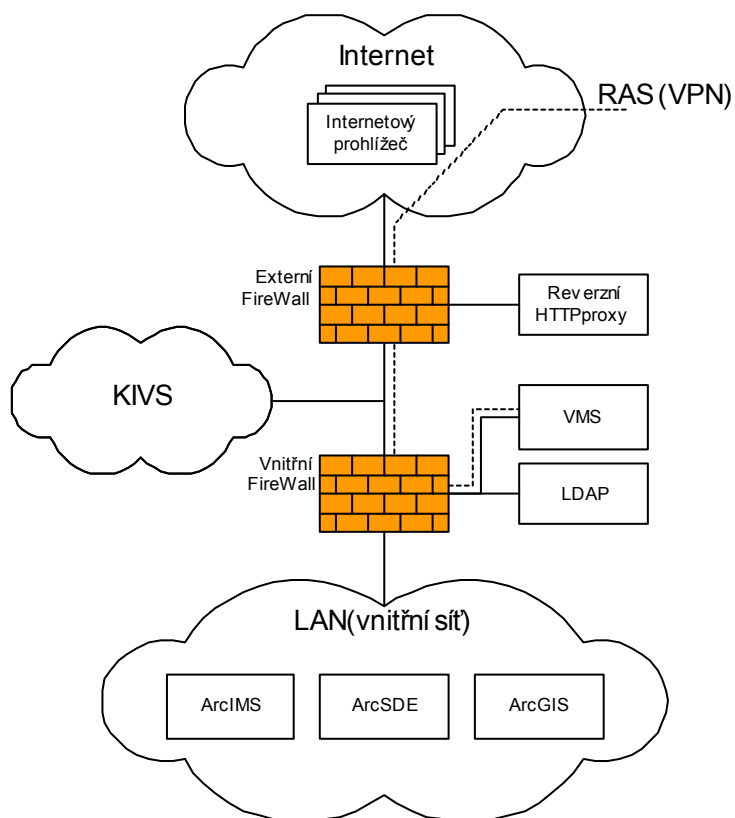 Internet
RAS (VPN)
Internetový
prohlížeč
Externí
FireWall
Reverzní
HTTPproxy
KIVS
VMS
Vnitřní
FireWall
LDAP
LAN(vnitřní síť)
ArcIMS
ArcSDE
ArcGIS